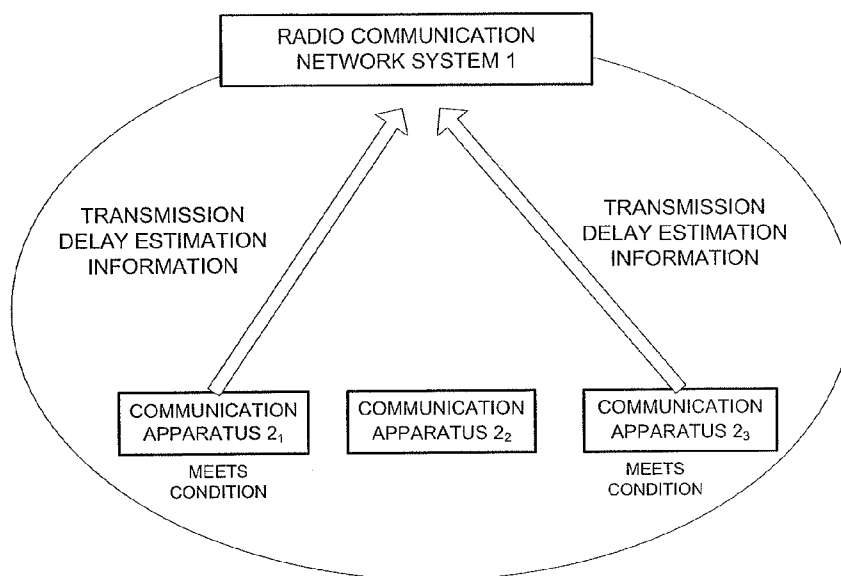 RADIO COMMUNICATION
NETWORK SYSTEM 1
TRANSMISSION
DELAY ESTIMATION
INFORMATION
TRANSMISSION
DELAY ESTIMATION
INFORMATION
COMMUNICATION
APPARATUS 2₁
COMMUNICATION
APPARATUS 2₂
COMMUNICATION
APPARATUS 2₃
MEETS
CONDITION
MEETS
CONDITION